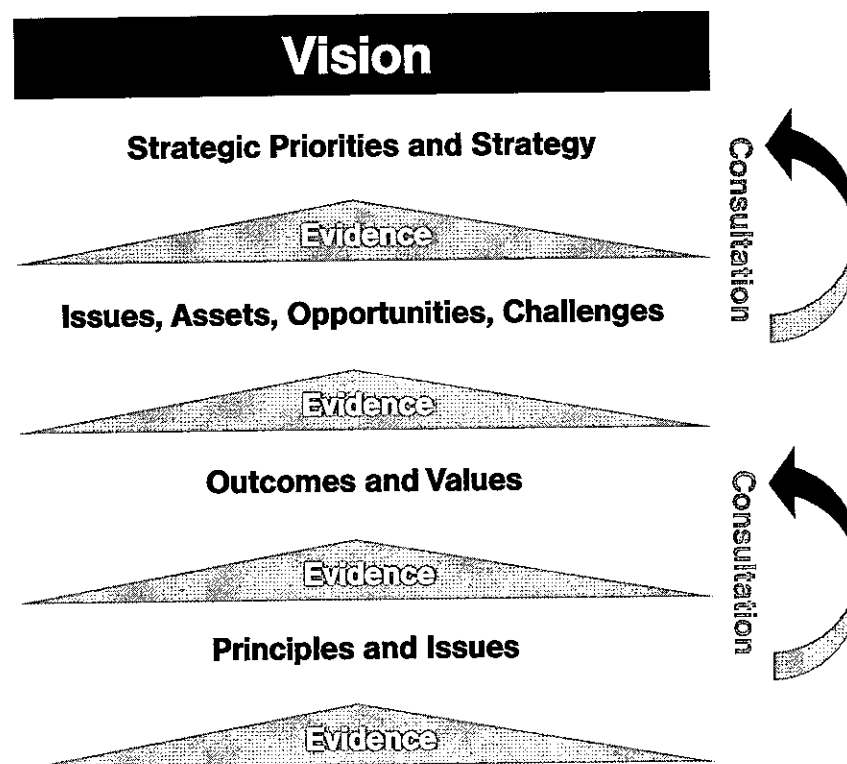 Vision
Strategic Priorities and Strategy
Evidence
Consultation
Issues, Assets, Opportunities, Challenges
Evidence
Outcomes and Values
Evidence
Consultation
Principles and Issues
Evidence